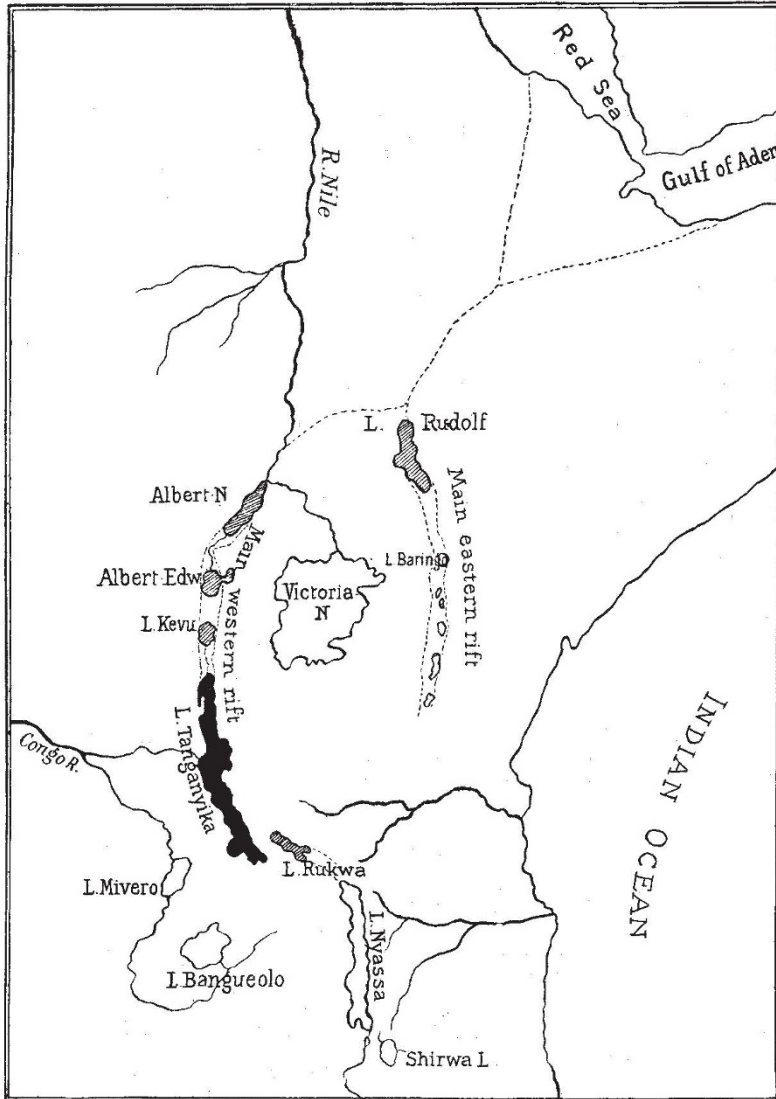 Red Sea
Gulf of Aden
R. Nile
L. Rudolf
Albert N
Main eastern rift
L Baringo
Main western rift
Albert Edw
Victoria
N
L. Kevu
L. Tanganyika
Congo R.
INDIAN OCEAN
L. Rukwa
L. Mivero
L. Nyassa
L. Bangueolo
Shirwa L